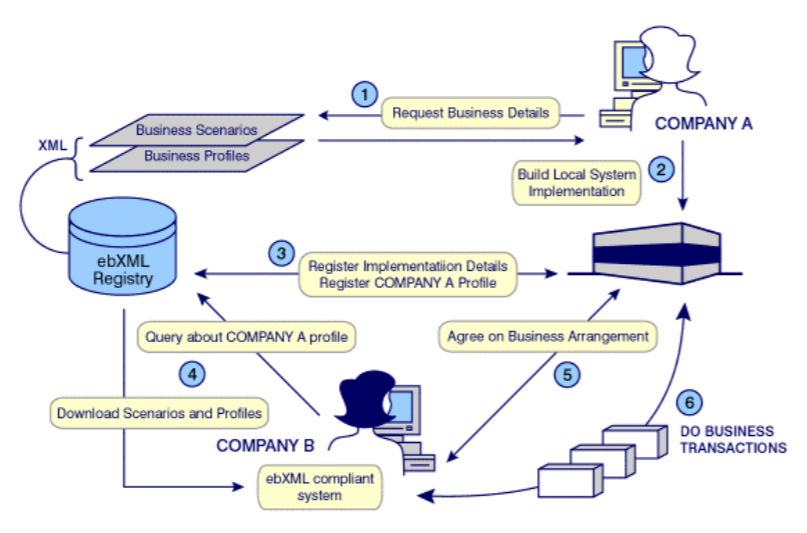 1
Request Business Details
COMPANY A
Business Scenarios
Business Profiles
XML
2
Build Local System
Implementation
ebXML
Registry
3
Register Implementatiion Details
Register COMPANY A Profile
Query about COMPANY A profile
Agree on Business Arrangement
4
5
Download Scenarios and Profiles
6
DO BUSINESS
TRANSACTIONS
COMPANY B
ebXML compliant
system